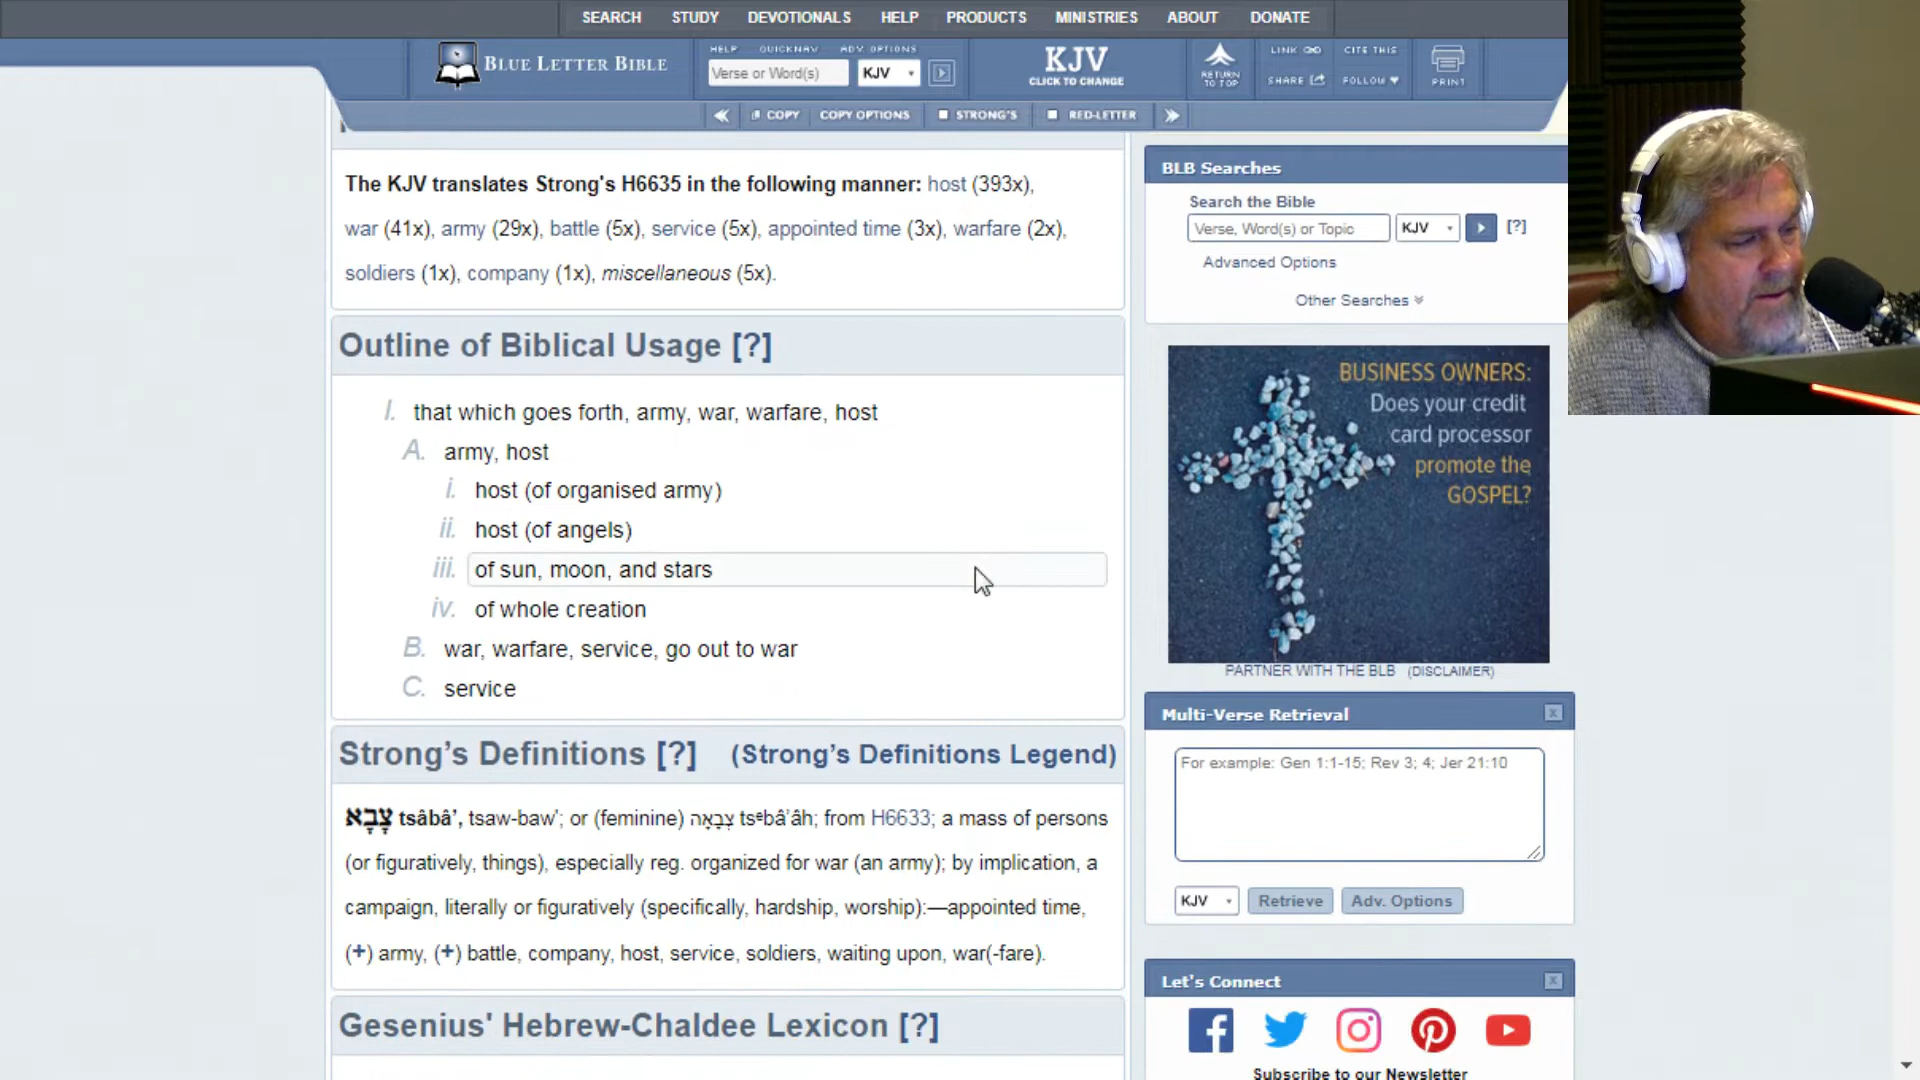 SEARCH STUDY DEVOTIONALS HELP PRODUCTS MINISTRIES ABOUT DONATE
BLUE LETTER BIBLE
HELP QUICKNAV ADV. OPTIONS
Verse or Word(s) KJV
KJV
CLICK TO CHANGE
RETURN
TO TOP
LINK CITE THIS
SHARE FOLLOW
PRINT
COPY COPY OPTIONS STRONG'S RED-LETTER
The KJV translates Strong's H6635 in the following manner: host (393x),
war (41x), army (29x), battle (5x), service (5x), appointed time (3x), warfare (2x),
soldiers (1x), company (1x), miscellaneous (5x).
Outline of Biblical Usage [?]
I. that which goes forth, army, war, warfare, host
A. army, host
i. host (of organised army)
ii. host (of angels)
iii. of sun, moon, and stars
iv. of whole creation
B. war, warfare, service, go out to war
C. service
Strong's Definitions [?] (Strong's Definitions Legend)
צָבָא tsâbâʼ, tsaw-baw'; or (feminine) צְבָאָה tsᵉbâʼâh; from H6633; a mass of persons
(or figuratively, things), especially reg. organized for war (an army); by implication, a
campaign, literally or figuratively (specifically, hardship, worship):—appointed time,
(+) army, (+) battle, company, host, service, soldiers, waiting upon, war(-fare).
Gesenius' Hebrew-Chaldee Lexicon [?]
BLB Searches
Search the Bible
Verse, Word(s) or Topic KJV [?]
Advanced Options
Other Searches
BUSINESS OWNERS:
Does your credit
card processor
promote the
GOSPEL?
PARTNER WITH THE BLB (DISCLAIMER)
Multi-Verse Retrieval x
For example: Gen 1:1-15; Rev 3; 4; Jer 21:10
KJV Retrieve Adv. Options
Let's Connect x
Subscribe to our Newsletter